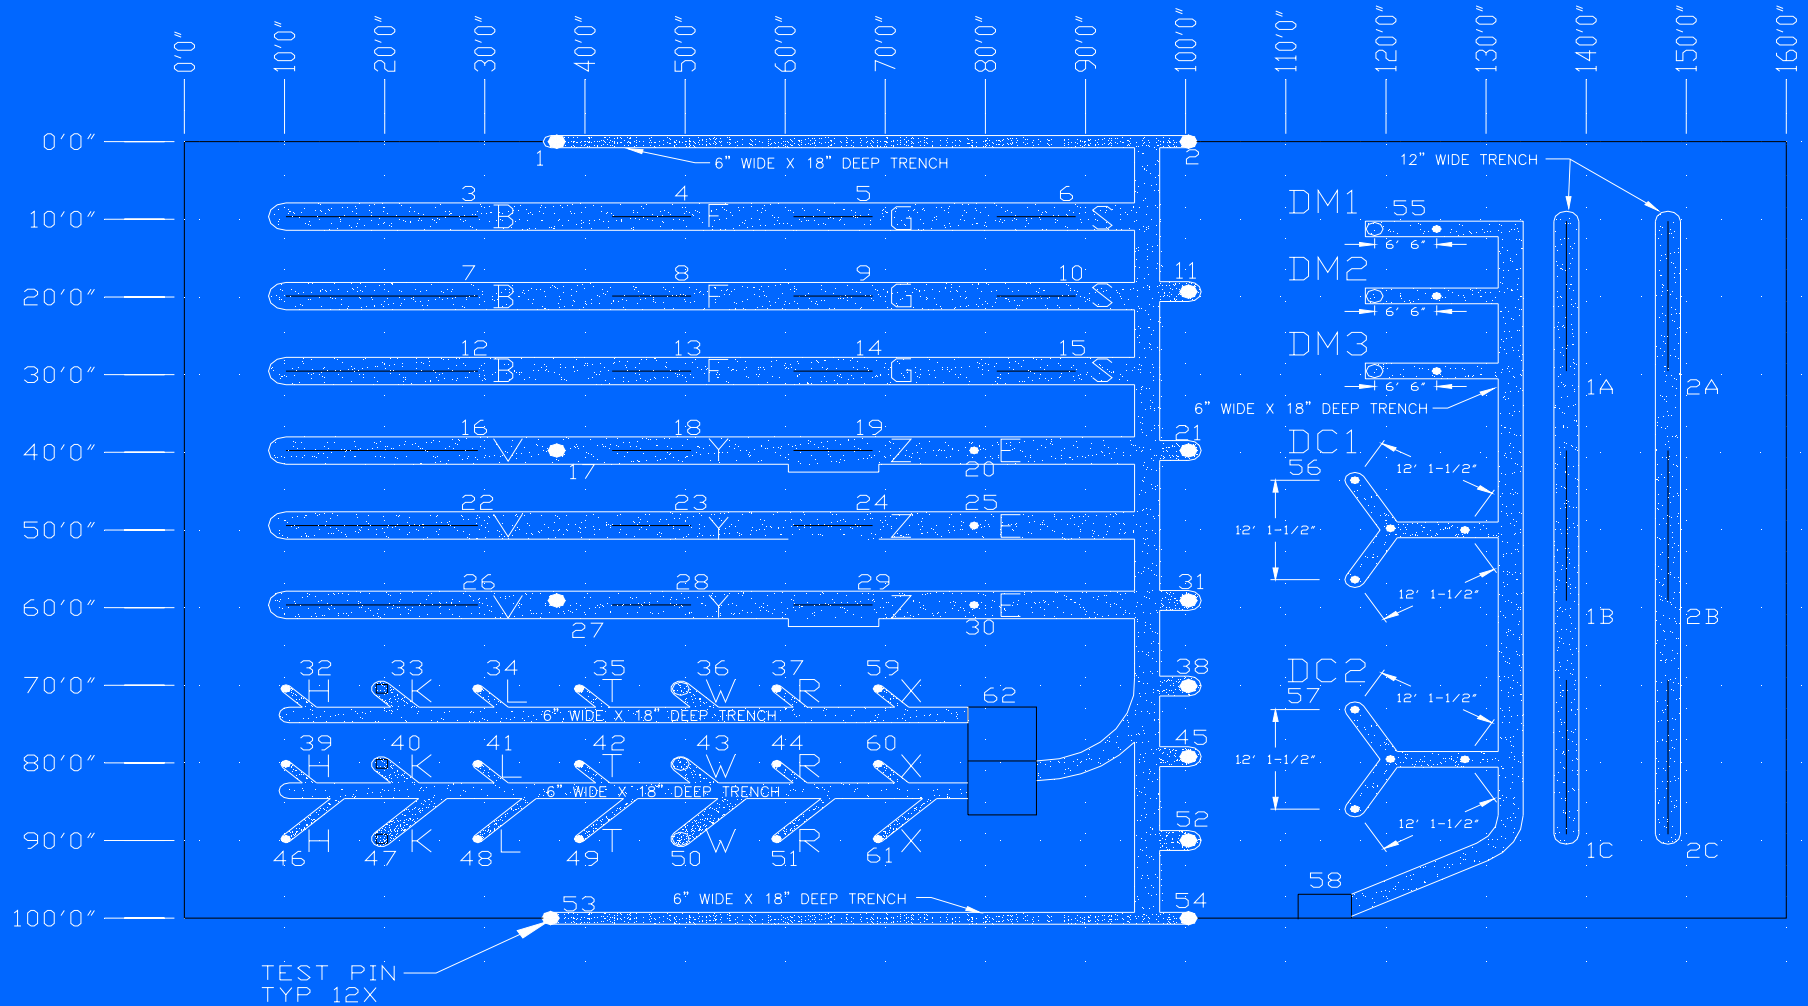 0'0" 10'0" 20'0" 30'0" 40'0" 50'0" 60'0" 70'0" 80'0" 90'0" 100'0" 110'0" 120'0" 130'0" 140'0" 150'0" 160'0"
0'0"
1 6" WIDE X 18" DEEP TRENCH 2 12" WIDE TRENCH
3 4 5 6 DM1 55
10'0" B F G S
6' 6"
7 8 9 10 11 DM2
20'0" B F G S
6' 6"
12 13 14 15 DM3
30'0" B F G S
6' 6" 1A 2A
6" WIDE X 18" DEEP TRENCH
16 18 19 21 DC1
40'0" V Y Z E
17 20 56 12' 1-1/2"
22 23 24 25
50'0" V Y Z E 12' 1-1/2"
26 28 29 31 12' 1-1/2"
60'0" V Y Z E
27 30 1B 2B
32 33 34 35 36 37 59 38 DC2
70'0" H K L T W R X 62 57 12' 1-1/2"
6" WIDE X 18" DEEP TRENCH
39 40 41 42 43 44 60 45
80'0" H K L T W R X 12' 1-1/2"
6" WIDE X 18" DEEP TRENCH
52 12' 1-1/2"
90'0" H K L T W R X
46 47 48 49 50 51 61 1C 2C
58
6" WIDE X 18" DEEP TRENCH
53 54
100'0"
TEST PIN
TYP 12X